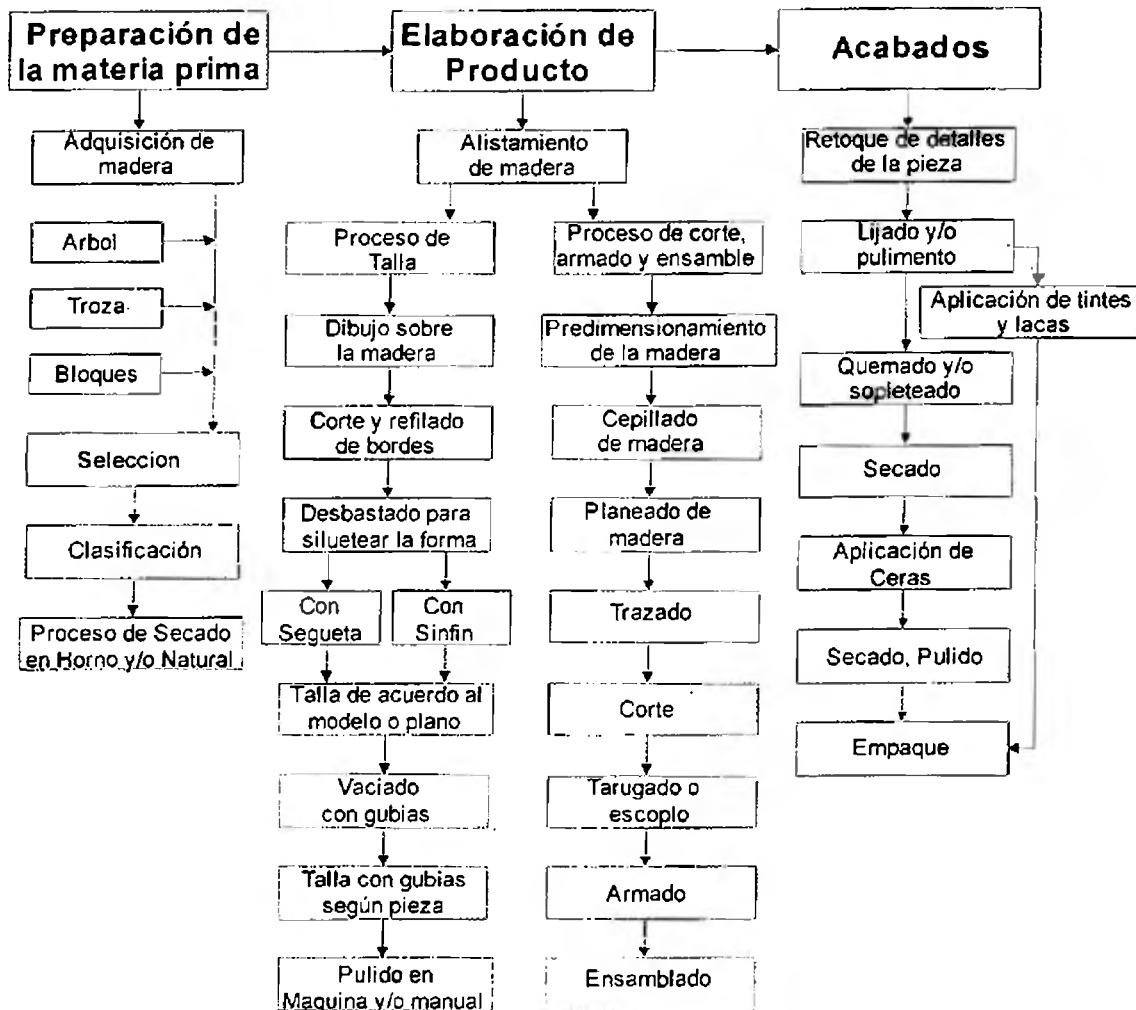 Preparación de
la materia prima
Elaboración de
Producto
Acabados
Adquisición de
madera
Arbol
Troza
Bloques
Seleccion
Clasificación
Proceso de Secado
en Horno y/o Natural
Alistamiento
de madera
Proceso de
Talla
Dibujo sobre
la madera
Corte y refilado
de bordes
Desbastado para
siluetear la forma
Con
Segueta
Con
Sinfin
Talla de acuerdo al
modelo o plano
Vaciado
con gubias
Talla con gubias
según pieza
Pulido en
Maquina y/o manual
Proceso de corte,
armado y ensamble
Predimensionamiento
de la madera
Cepillado
de madera
Planeado de
madera
Trazado
Corte
Tarugado o
escoplo
Armado
Ensamblado
Retoque de detalles
de la pieza
Lijado y/o
pulimento
Aplicación de tintes
y lacas
Quemado y/o
sopleteado
Secado
Aplicación de
Ceras
Secado, Pulido
Empaque